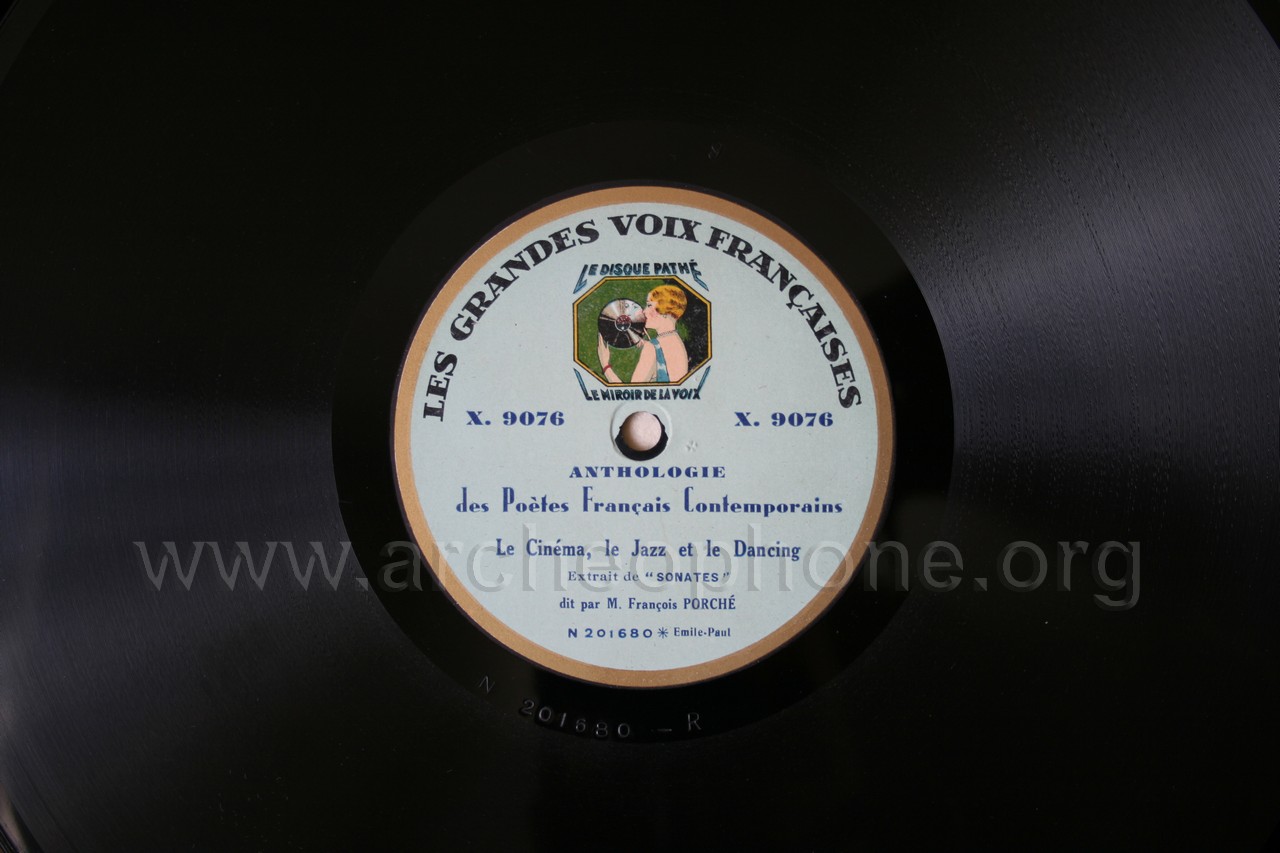 LES GRANDES VOIX FRANÇAISES
LE DISQUE PATHÉ
LE MIROIR DE LA VOIX
X. 9076 X. 9076
ANTHOLOGIE
des Poètes Français Contemporains
www.archeophone.org
Le Cinéma, le Jazz et le Dancing
Extrait de "SONATES"
dit par M. François PORCHÉ
N 201680 ✳ Emile-Paul
N 201680 - R